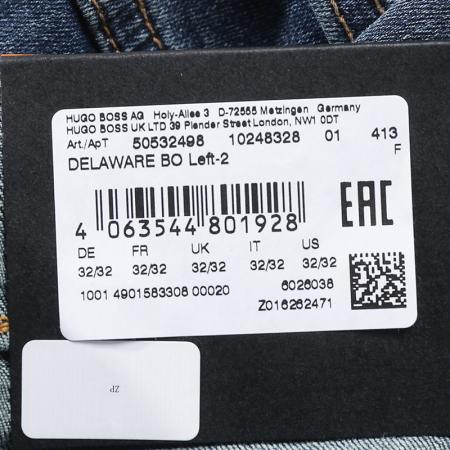 HUGO BOSS AG Holy-Allee 3 D-72555 Metzingen Germany
HUGO BOSS UK LTD 39 Plender Street London, NW1 0DT
Art./ApT 50532498 10248328 01 413
F
DELAWARE BO Left-2
EAC
4 063544 801928
DE FR UK IT US
32/32 32/32 32/32 32/32 32/32
1001 4901583308 00020 6026038
Z016262471
ZP